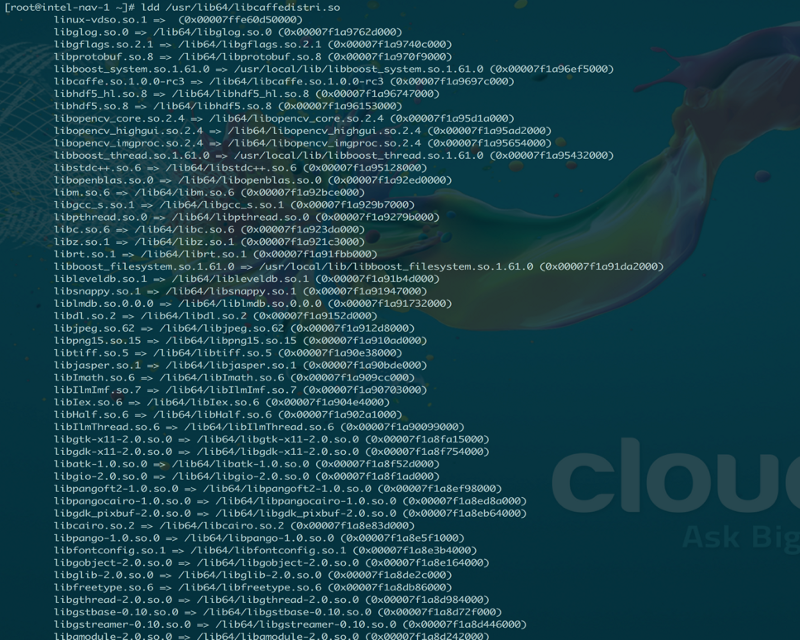 [root@intel-nav-1 ~]# ldd /usr/lib64/libcaffedistri.so
linux-vdso.so.1 =>  (0x00007ffe60d50000)
libglog.so.0 => /lib64/libglog.so.0 (0x00007f1a9762d000)
libgflags.so.2.1 => /lib64/libgflags.so.2.1 (0x00007f1a9740c000)
libprotobuf.so.8 => /lib64/libprotobuf.so.8 (0x00007f1a970f9000)
libboost_system.so.1.61.0 => /usr/local/lib/libboost_system.so.1.61.0 (0x00007f1a96ef5000)
libcaffe.so.1.0.0-rc3 => /lib64/libcaffe.so.1.0.0-rc3 (0x00007f1a9697c000)
libhdf5_hl.so.8 => /lib64/libhdf5_hl.so.8 (0x00007f1a96747000)
libhdf5.so.8 => /lib64/libhdf5.so.8 (0x00007f1a96153000)
libopencv_core.so.2.4 => /lib64/libopencv_core.so.2.4 (0x00007f1a95d1a000)
libopencv_highgui.so.2.4 => /lib64/libopencv_highgui.so.2.4 (0x00007f1a95ad2000)
libopencv_imgproc.so.2.4 => /lib64/libopencv_imgproc.so.2.4 (0x00007f1a95654000)
libboost_thread.so.1.61.0 => /usr/local/lib/libboost_thread.so.1.61.0 (0x00007f1a95432000)
libstdc++.so.6 => /lib64/libstdc++.so.6 (0x00007f1a95128000)
libopenblas.so.0 => /lib64/libopenblas.so.0 (0x00007f1a92ed0000)
libm.so.6 => /lib64/libm.so.6 (0x00007f1a92bce000)
libgcc_s.so.1 => /lib64/libgcc_s.so.1 (0x00007f1a929b7000)
libpthread.so.0 => /lib64/libpthread.so.0 (0x00007f1a9279b000)
libc.so.6 => /lib64/libc.so.6 (0x00007f1a923da000)
libz.so.1 => /lib64/libz.so.1 (0x00007f1a921c3000)
librt.so.1 => /lib64/librt.so.1 (0x00007f1a91fbb000)
libboost_filesystem.so.1.61.0 => /usr/local/lib/libboost_filesystem.so.1.61.0 (0x00007f1a91da2000)
libleveldb.so.1 => /lib64/libleveldb.so.1 (0x00007f1a91b4d000)
libsnappy.so.1 => /lib64/libsnappy.so.1 (0x00007f1a91947000)
liblmdb.so.0.0.0 => /lib64/liblmdb.so.0.0.0 (0x00007f1a91732000)
libdl.so.2 => /lib64/libdl.so.2 (0x00007f1a9152d000)
libjpeg.so.62 => /lib64/libjpeg.so.62 (0x00007f1a912d8000)
libpng15.so.15 => /lib64/libpng15.so.15 (0x00007f1a910ad000)
libtiff.so.5 => /lib64/libtiff.so.5 (0x00007f1a90e38000)
libjasper.so.1 => /lib64/libjasper.so.1 (0x00007f1a90bde000)
libImath.so.6 => /lib64/libImath.so.6 (0x00007f1a909cc000)
libIlmImf.so.7 => /lib64/libIlmImf.so.7 (0x00007f1a90703000)
libIex.so.6 => /lib64/libIex.so.6 (0x00007f1a904e4000)
libHalf.so.6 => /lib64/libHalf.so.6 (0x00007f1a902a1000)
libIlmThread.so.6 => /lib64/libIlmThread.so.6 (0x00007f1a90099000)
libgtk-x11-2.0.so.0 => /lib64/libgtk-x11-2.0.so.0 (0x00007f1a8fa15000)
libgdk-x11-2.0.so.0 => /lib64/libgdk-x11-2.0.so.0 (0x00007f1a8f754000)
libatk-1.0.so.0 => /lib64/libatk-1.0.so.0 (0x00007f1a8f52d000)
libgio-2.0.so.0 => /lib64/libgio-2.0.so.0 (0x00007f1a8f1ad000)
libpangoft2-1.0.so.0 => /lib64/libpangoft2-1.0.so.0 (0x00007f1a8ef98000)
libpangocairo-1.0.so.0 => /lib64/libpangocairo-1.0.so.0 (0x00007f1a8ed8a000)
libgdk_pixbuf-2.0.so.0 => /lib64/libgdk_pixbuf-2.0.so.0 (0x00007f1a8eb64000)
libcairo.so.2 => /lib64/libcairo.so.2 (0x00007f1a8e83d000)
libpango-1.0.so.0 => /lib64/libpango-1.0.so.0 (0x00007f1a8e5f1000)
libfontconfig.so.1 => /lib64/libfontconfig.so.1 (0x00007f1a8e3b4000)
libgobject-2.0.so.0 => /lib64/libgobject-2.0.so.0 (0x00007f1a8e164000)
libglib-2.0.so.0 => /lib64/libglib-2.0.so.0 (0x00007f1a8de2c000)
libfreetype.so.6 => /lib64/libfreetype.so.6 (0x00007f1a8db86000)
libgthread-2.0.so.0 => /lib64/libgthread-2.0.so.0 (0x00007f1a8d984000)
libgstbase-0.10.so.0 => /lib64/libgstbase-0.10.so.0 (0x00007f1a8d72f000)
libgstreamer-0.10.so.0 => /lib64/libgstreamer-0.10.so.0 (0x00007f1a8d446000)
libgmodule-2.0.so.0 => /lib64/libgmodule-2.0.so.0 (0x00007f1a8d242000)
clou
Ask Big